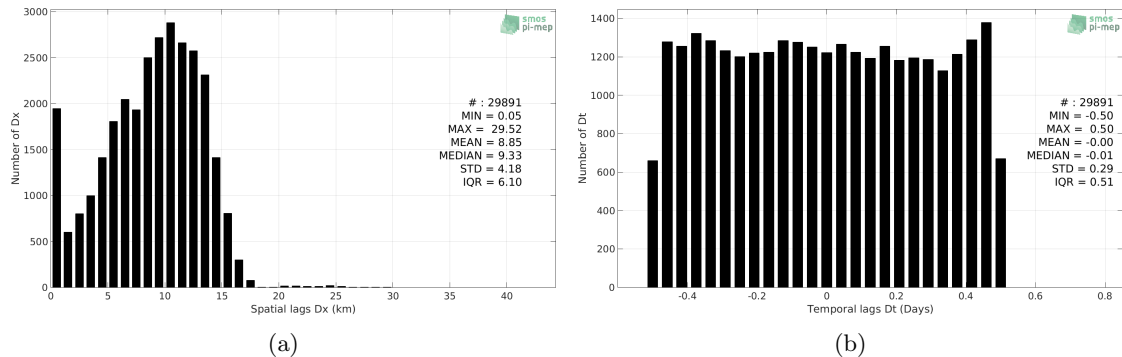 3000
2500
2000
1500
1000
500
0
Number of Dx
0 5 10 15 20 25 30 35 40
Spatial lags Dx (km)
smos
pi-mep
# : 29891
MIN = 0.05
MAX = 29.52
MEAN = 8.85
MEDIAN = 9.33
STD = 4.18
IQR = 6.10
(a)
1400
1200
1000
800
600
400
200
0
Number of Dt
-0.4 -0.2 0 0.2 0.4 0.6 0.8
Temporal lags Dt (Days)
smos
pi-mep
# : 29891
MIN = -0.50
MAX = 0.50
MEAN = -0.00
MEDIAN = -0.01
STD = 0.29
IQR = 0.51
(b)